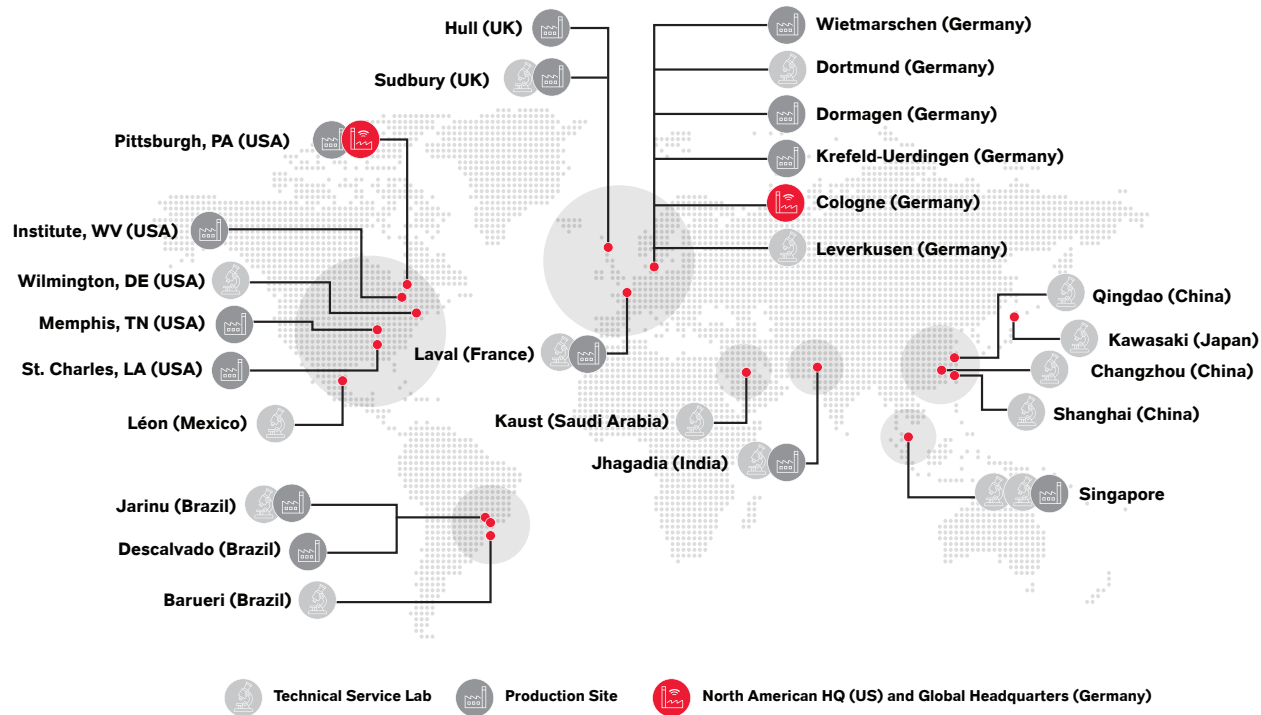 Hull (UK)
Sudbury (UK)
Pittsburgh, PA (USA)
Institute, WV (USA)
Wilmington, DE (USA)
Memphis, TN (USA)
St. Charles, LA (USA)
Léon (Mexico)
Jarinu (Brazil)
Descalvado (Brazil)
Barueri (Brazil)
Wietmarschen (Germany)
Dortmund (Germany)
Dormagen (Germany)
Krefeld-Uerdingen (Germany)
Cologne (Germany)
Leverkusen (Germany)
Laval (France)
Kaust (Saudi Arabia)
Jhagadia (India)
Qingdao (China)
Kawasaki (Japan)
Changzhou (China)
Shanghai (China)
Singapore
Technical Service Lab
Production Site
North American HQ (US) and Global Headquarters (Germany)